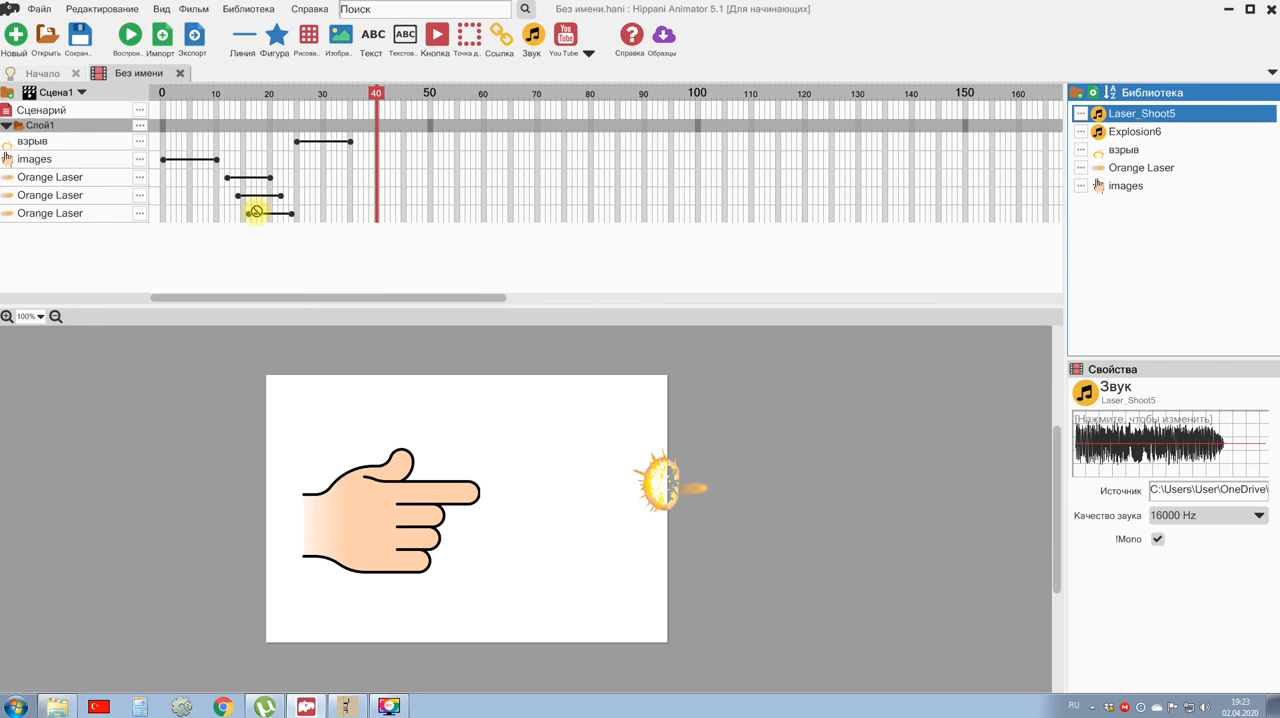 Файл Редактирование Вид Фильм Библиотека Справка Поиск Без имени.hani : Hippani Animator 5.1 [Для начинающих]
ABC ABC You Tube
Новый Открыть Сохран.. Воспро.. Импорт Экспорт Линия Фигура Рисова.. Изобра.. Текст Текстов.. Кнопка Точка д.. Ссылка Звук You Tube Справка Образцы
Начало Без имени
Сцена1 0 10 20 30 40 50 60 70 80 90 100 110 120 130 140 150 160 Библиотека
Сценарий Laser_Shoot5
Слой1 Explosion6
взрыв взрыв
images Orange Laser
Orange Laser images
Orange Laser
Orange Laser
100%
Свойства
Звук
Laser_Shoot5
[Нажмите, чтобы изменить]
Источник C:\Users\User\OneDrive\
Качество звука 16000 Hz
!Mono
RU 19:23
02.04.2020